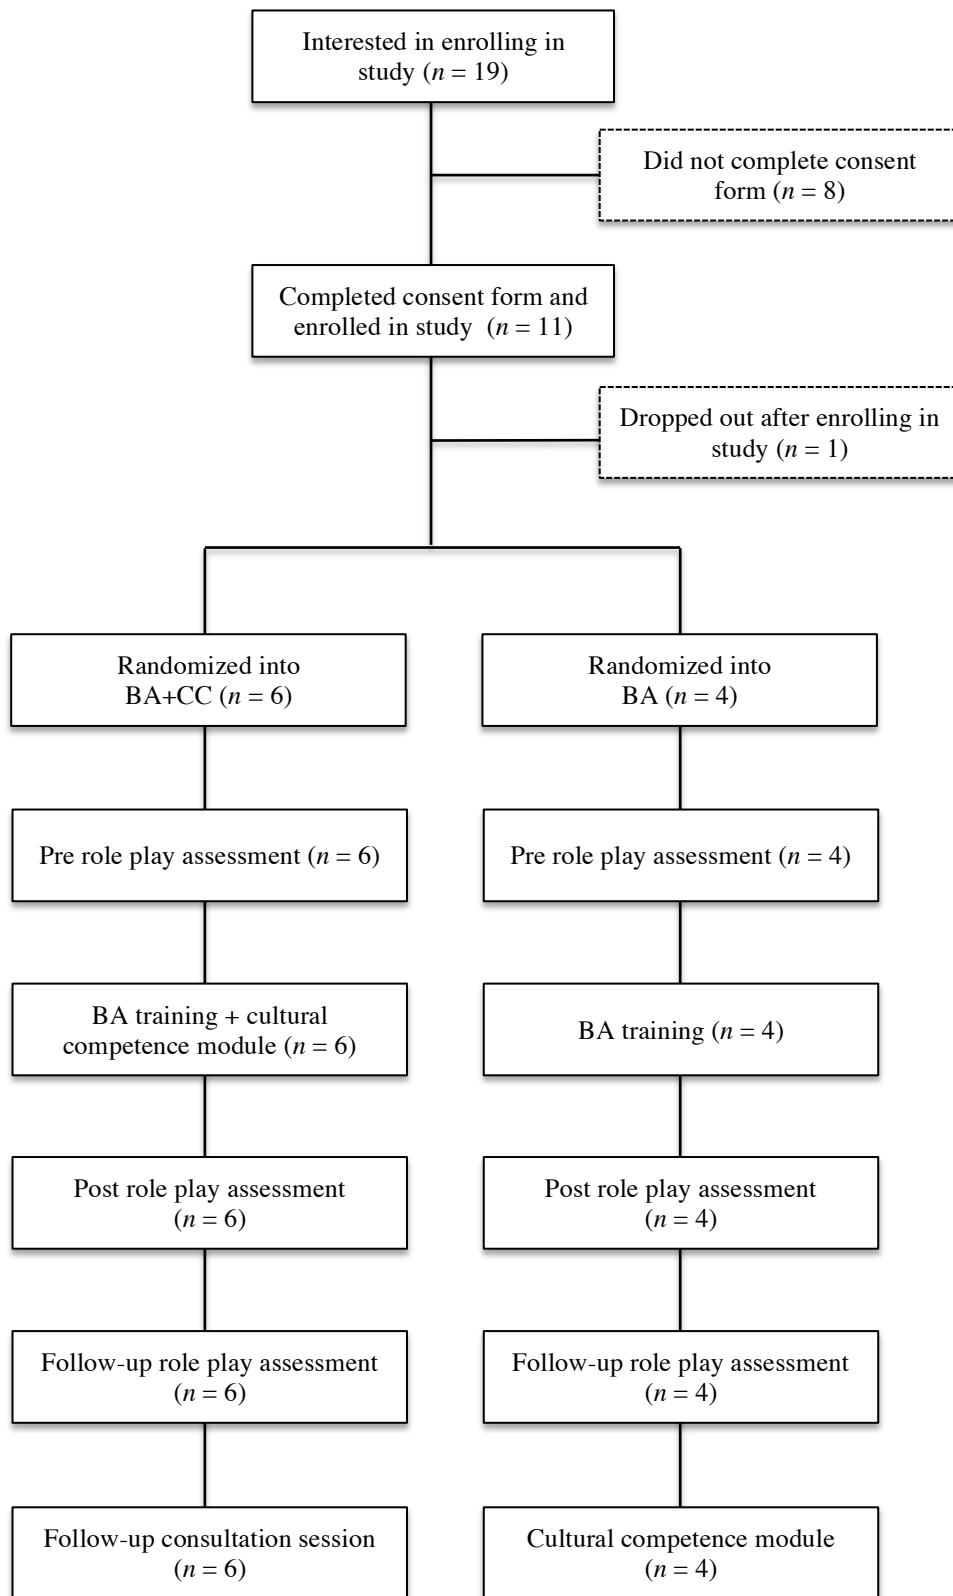 Interested in enrolling in
study (n = 19)
Did not complete consent
form (n = 8)
Completed consent form and
enrolled in study (n = 11)
Dropped out after enrolling in
study (n = 1)
Randomized into
BA+CC (n = 6)
Randomized into
BA (n = 4)
Pre role play assessment (n = 6)
Pre role play assessment (n = 4)
BA training + cultural
competence module (n = 6)
BA training (n = 4)
Post role play assessment
(n = 6)
Post role play assessment
(n = 4)
Follow-up role play assessment
(n = 6)
Follow-up role play assessment
(n = 4)
Follow-up consultation session
(n = 6)
Cultural competence module
(n = 4)